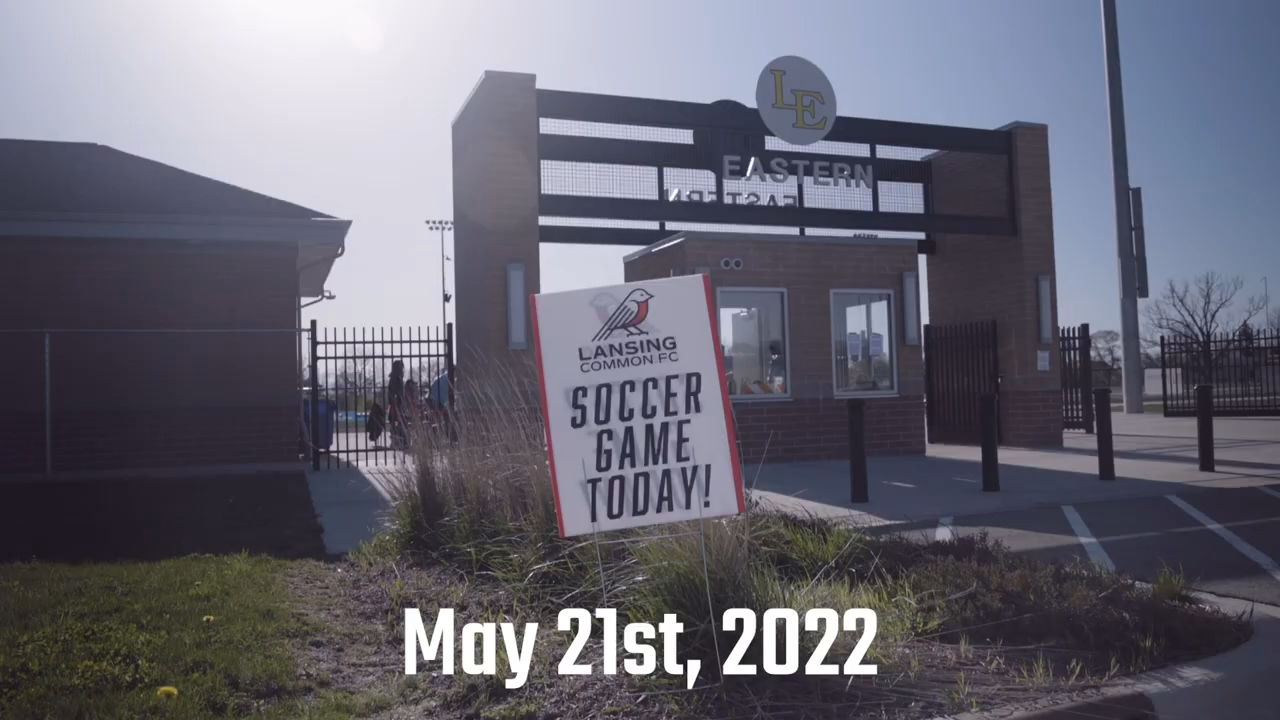 LE
EASTERN
LANSING
COMMON FC
SOCCER
GAME
TODAY!
May 21st, 2022